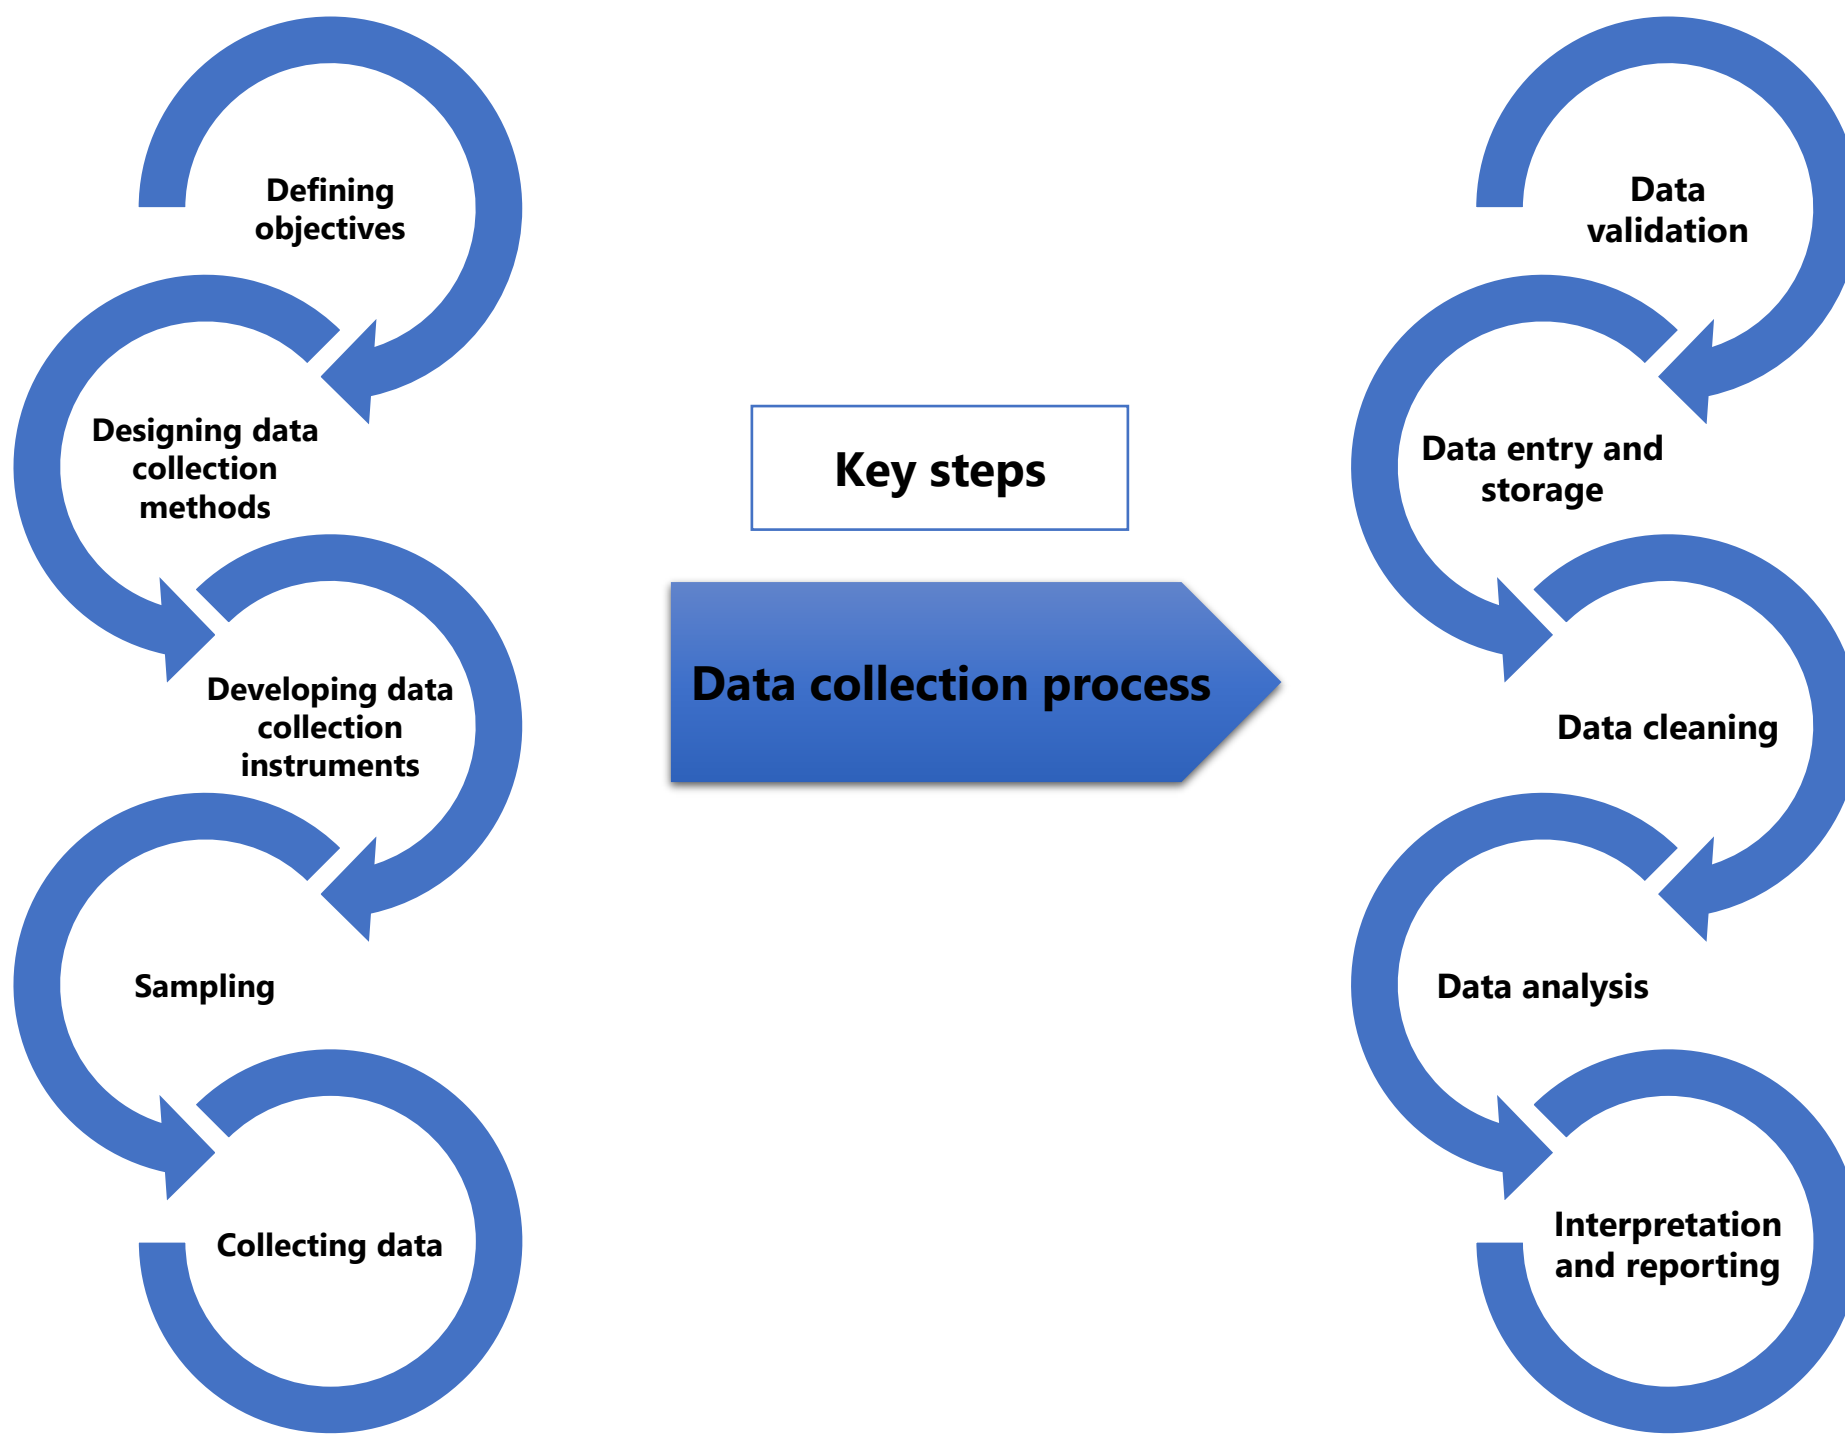 Defining
objectives
Designing data
collection
methods
Developing data
collection
instruments
Sampling
Collecting data
Key steps
Data collection process
Data
validation
Data entry and
storage
Data cleaning
Data analysis
Interpretation
and reporting